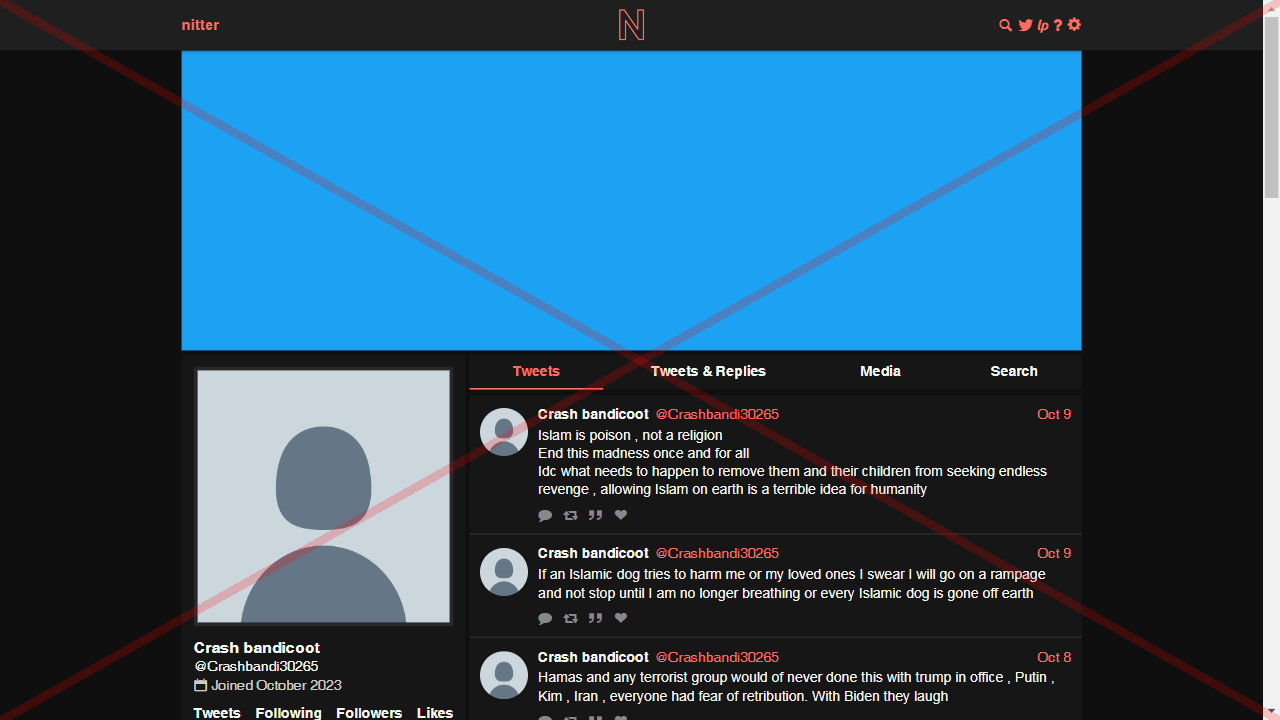 nitter
N
lp ?
Tweets Tweets & Replies Media Search
Crash bandicoot @Crashbandi30265 Oct 9
Islam is poison , not a religion
End this madness once and for all
Idc what needs to happen to remove them and their children from seeking endless
revenge , allowing Islam on earth is a terrible idea for humanity
Crash bandicoot @Crashbandi30265 Oct 9
If an Islamic dog tries to harm me or my loved ones I swear I will go on a rampage
and not stop until I am no longer breathing or every Islamic dog is gone off earth
Crash bandicoot @Crashbandi30265 Oct 8
Hamas and any terrorist group would of never done this with trump in office , Putin ,
Kim , Iran , everyone had fear of retribution. With Biden they laugh
Crash bandicoot
@Crashbandi30265
Joined October 2023
Tweets Following Followers Likes